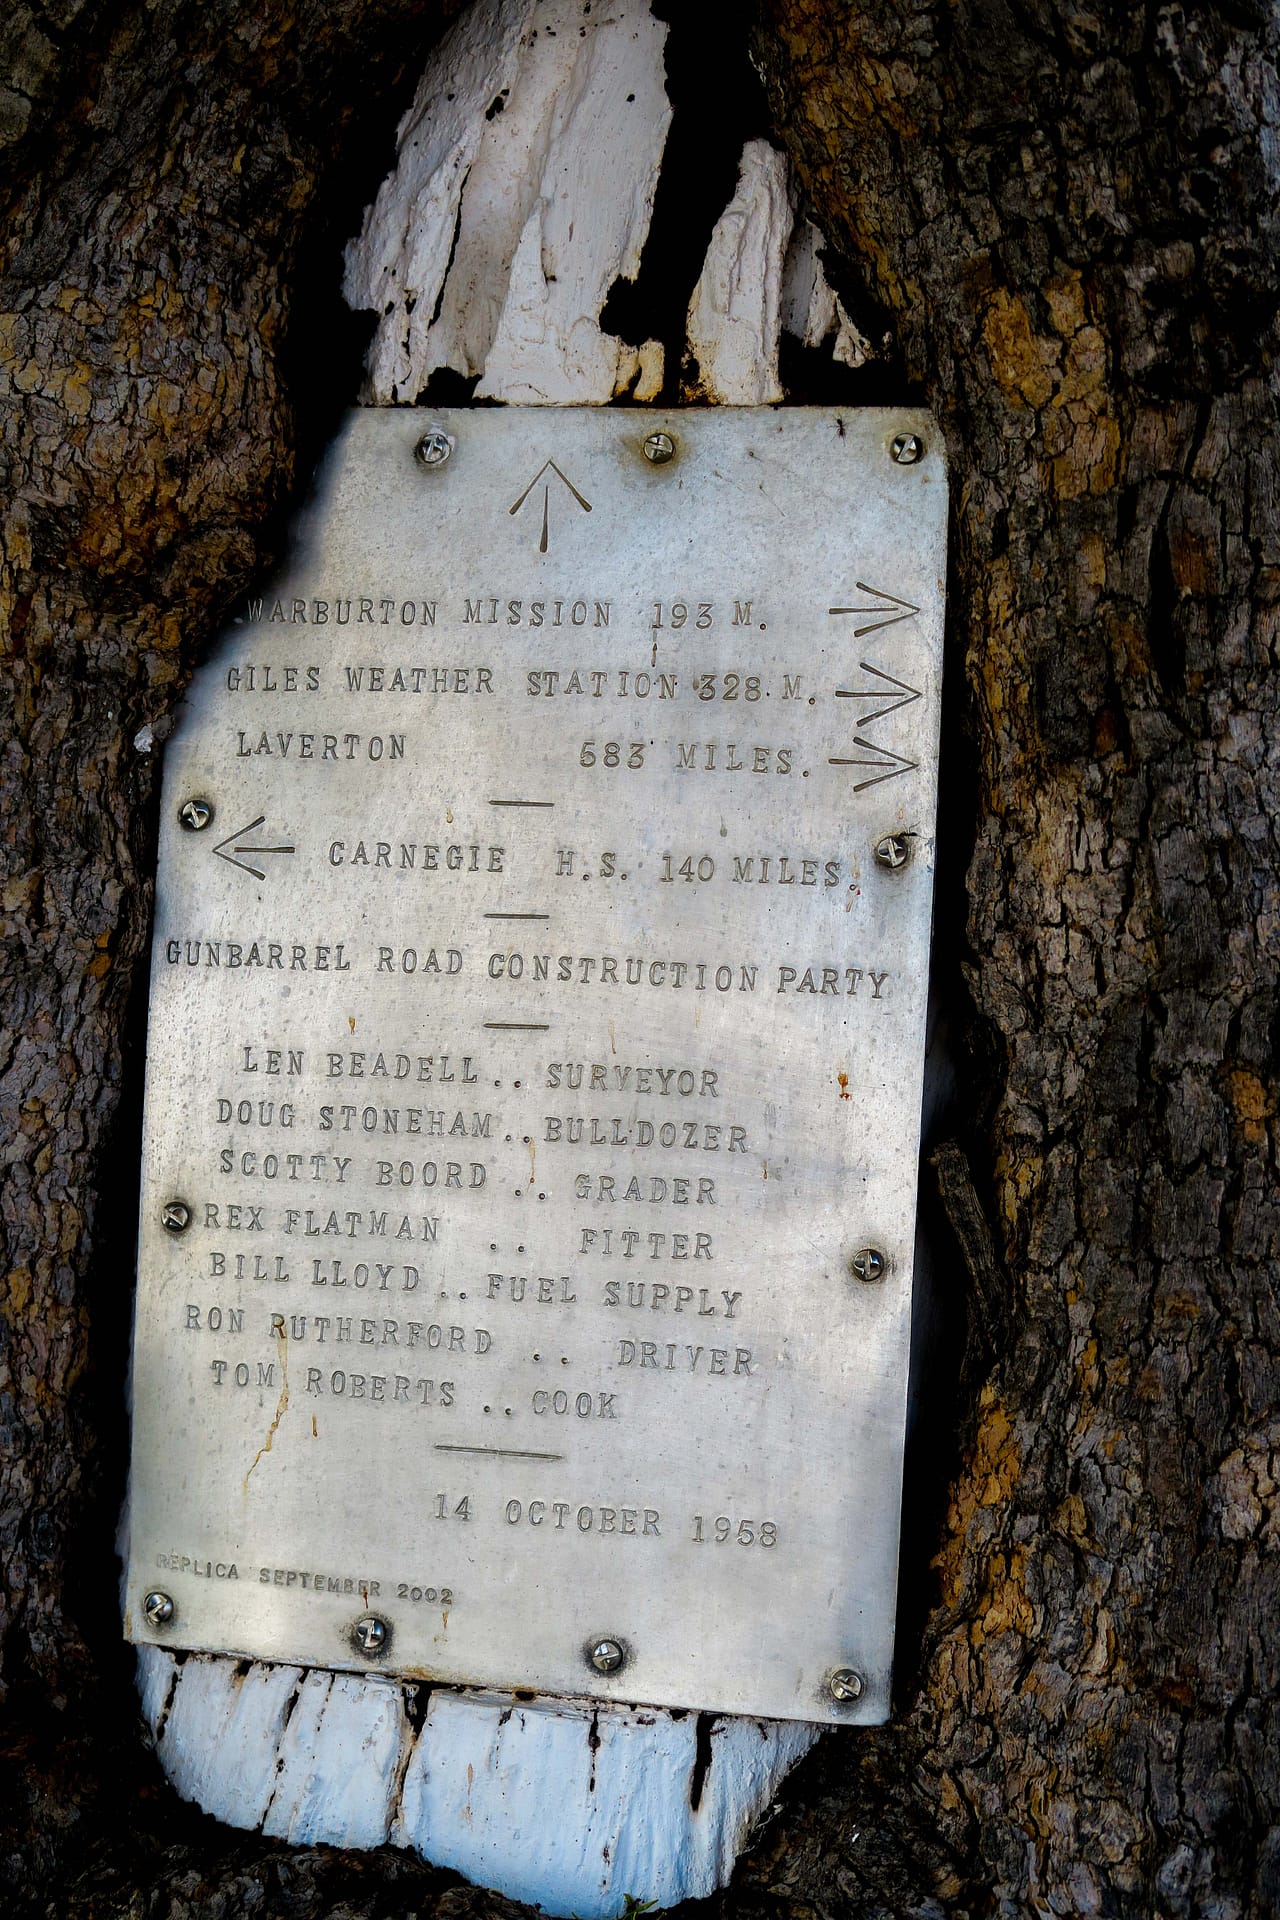 WARBURTON MISSION 193 M.
GILES WEATHER STATION 328 M.
LAVERTON 583 MILES.
CARNEGIE H.S. 140 MILES.
GUNBARREL ROAD CONSTRUCTION PARTY
LEN BEADELL.. SURVEYOR
DOUG STONEHAM..BULLDOZER
SCOTTY BOORD .. GRADER
REX FLATMAN .. FITTER
BILL LLOYD .. FUEL SUPPLY
RON RUTHERFORD .. DRIVER
TOM ROBERTS .. COOK
14 OCTOBER 1958
REPLICA SEPTEMBER 2002